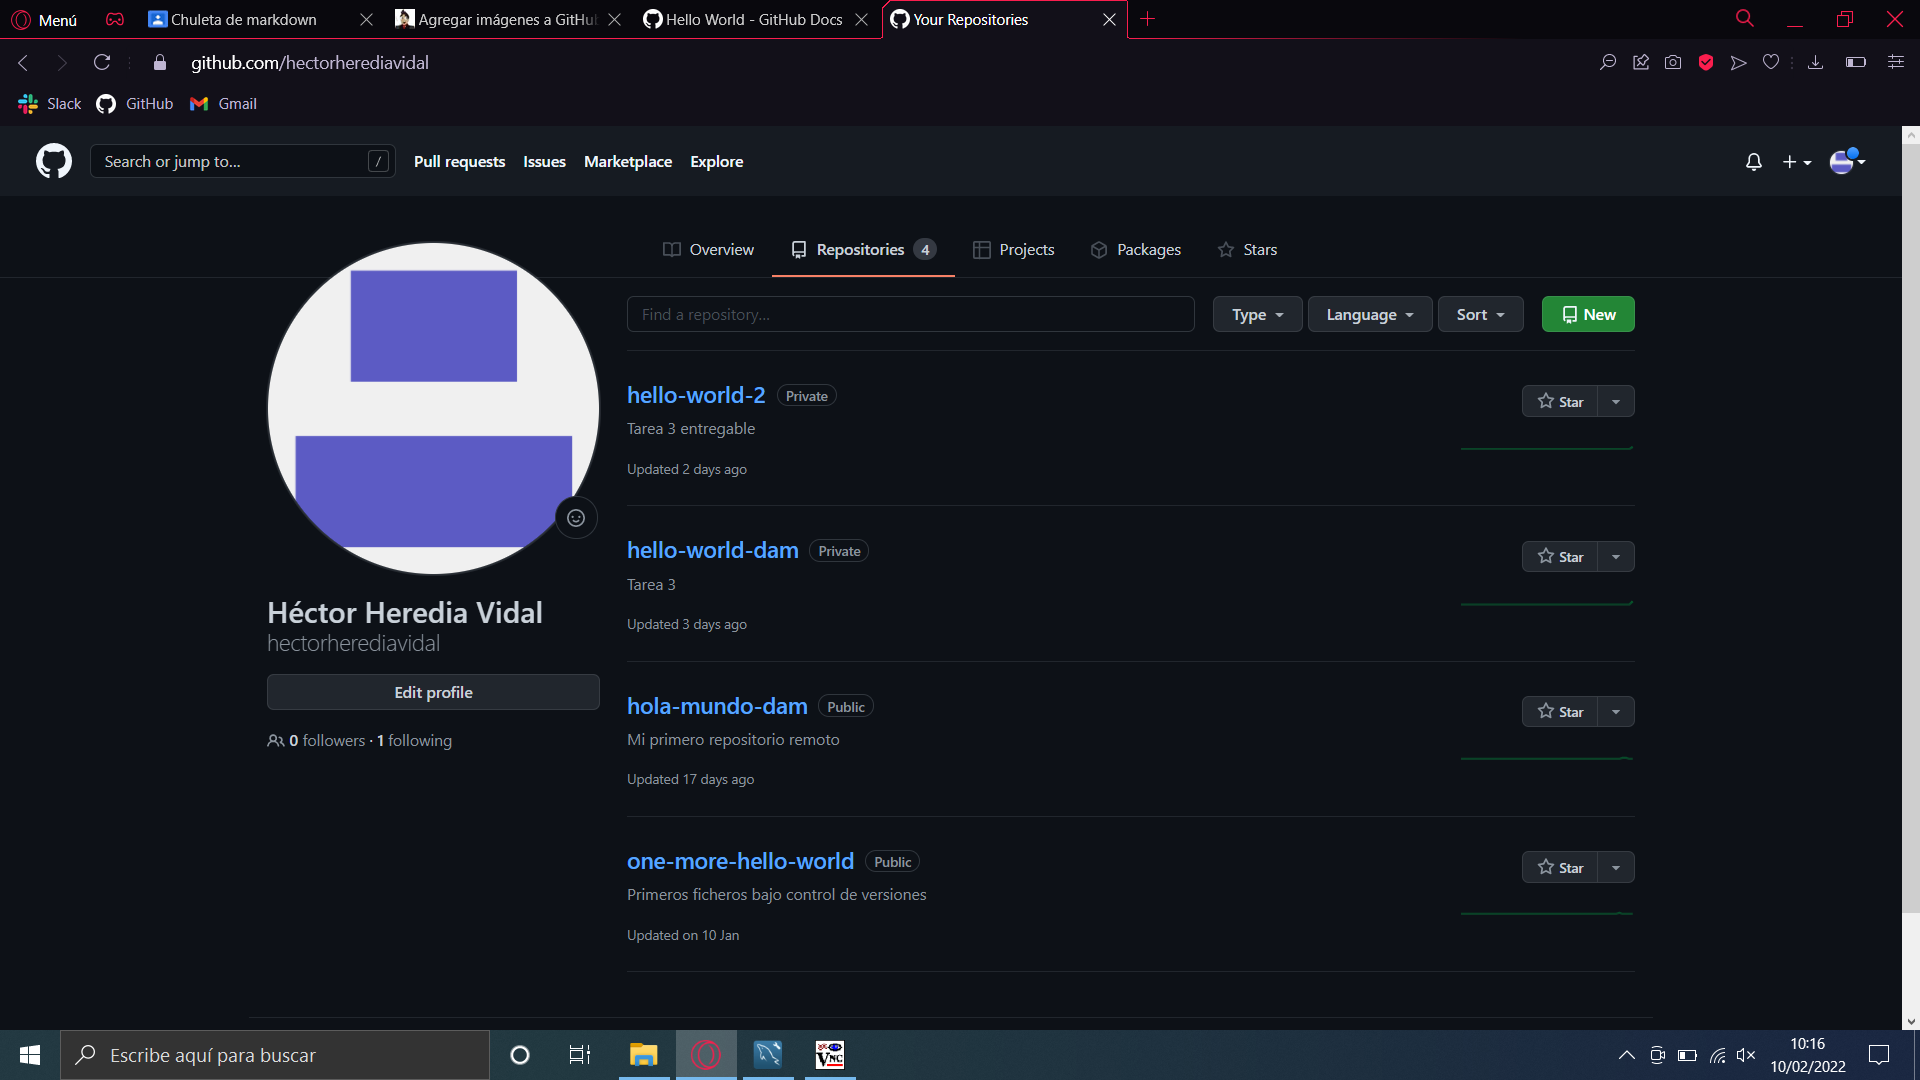 Menú
Chuleta de markdown
Agregar imágenes a GitHu
Hello World - GitHub Docs
Your Repositories
github.com/hectorherediavidal
Slack
GitHub
Gmail
Search or jump to...
/
Pull requests
Issues
Marketplace
Explore
Overview
Repositories 4
Projects
Packages
Stars
Find a repository...
Type
Language
Sort
New
hello-world-2 Private
Star
Tarea 3 entregable
Updated 2 days ago
hello-world-dam Private
Star
Tarea 3
Updated 3 days ago
Héctor Heredia Vidal
hectorherediavidal
Edit profile
0 followers · 1 following
hola-mundo-dam Public
Star
Mi primero repositorio remoto
Updated 17 days ago
one-more-hello-world Public
Star
Primeros ficheros bajo control de versiones
Updated on 10 Jan
Escribe aquí para buscar
VNC
10:16
10/02/2022